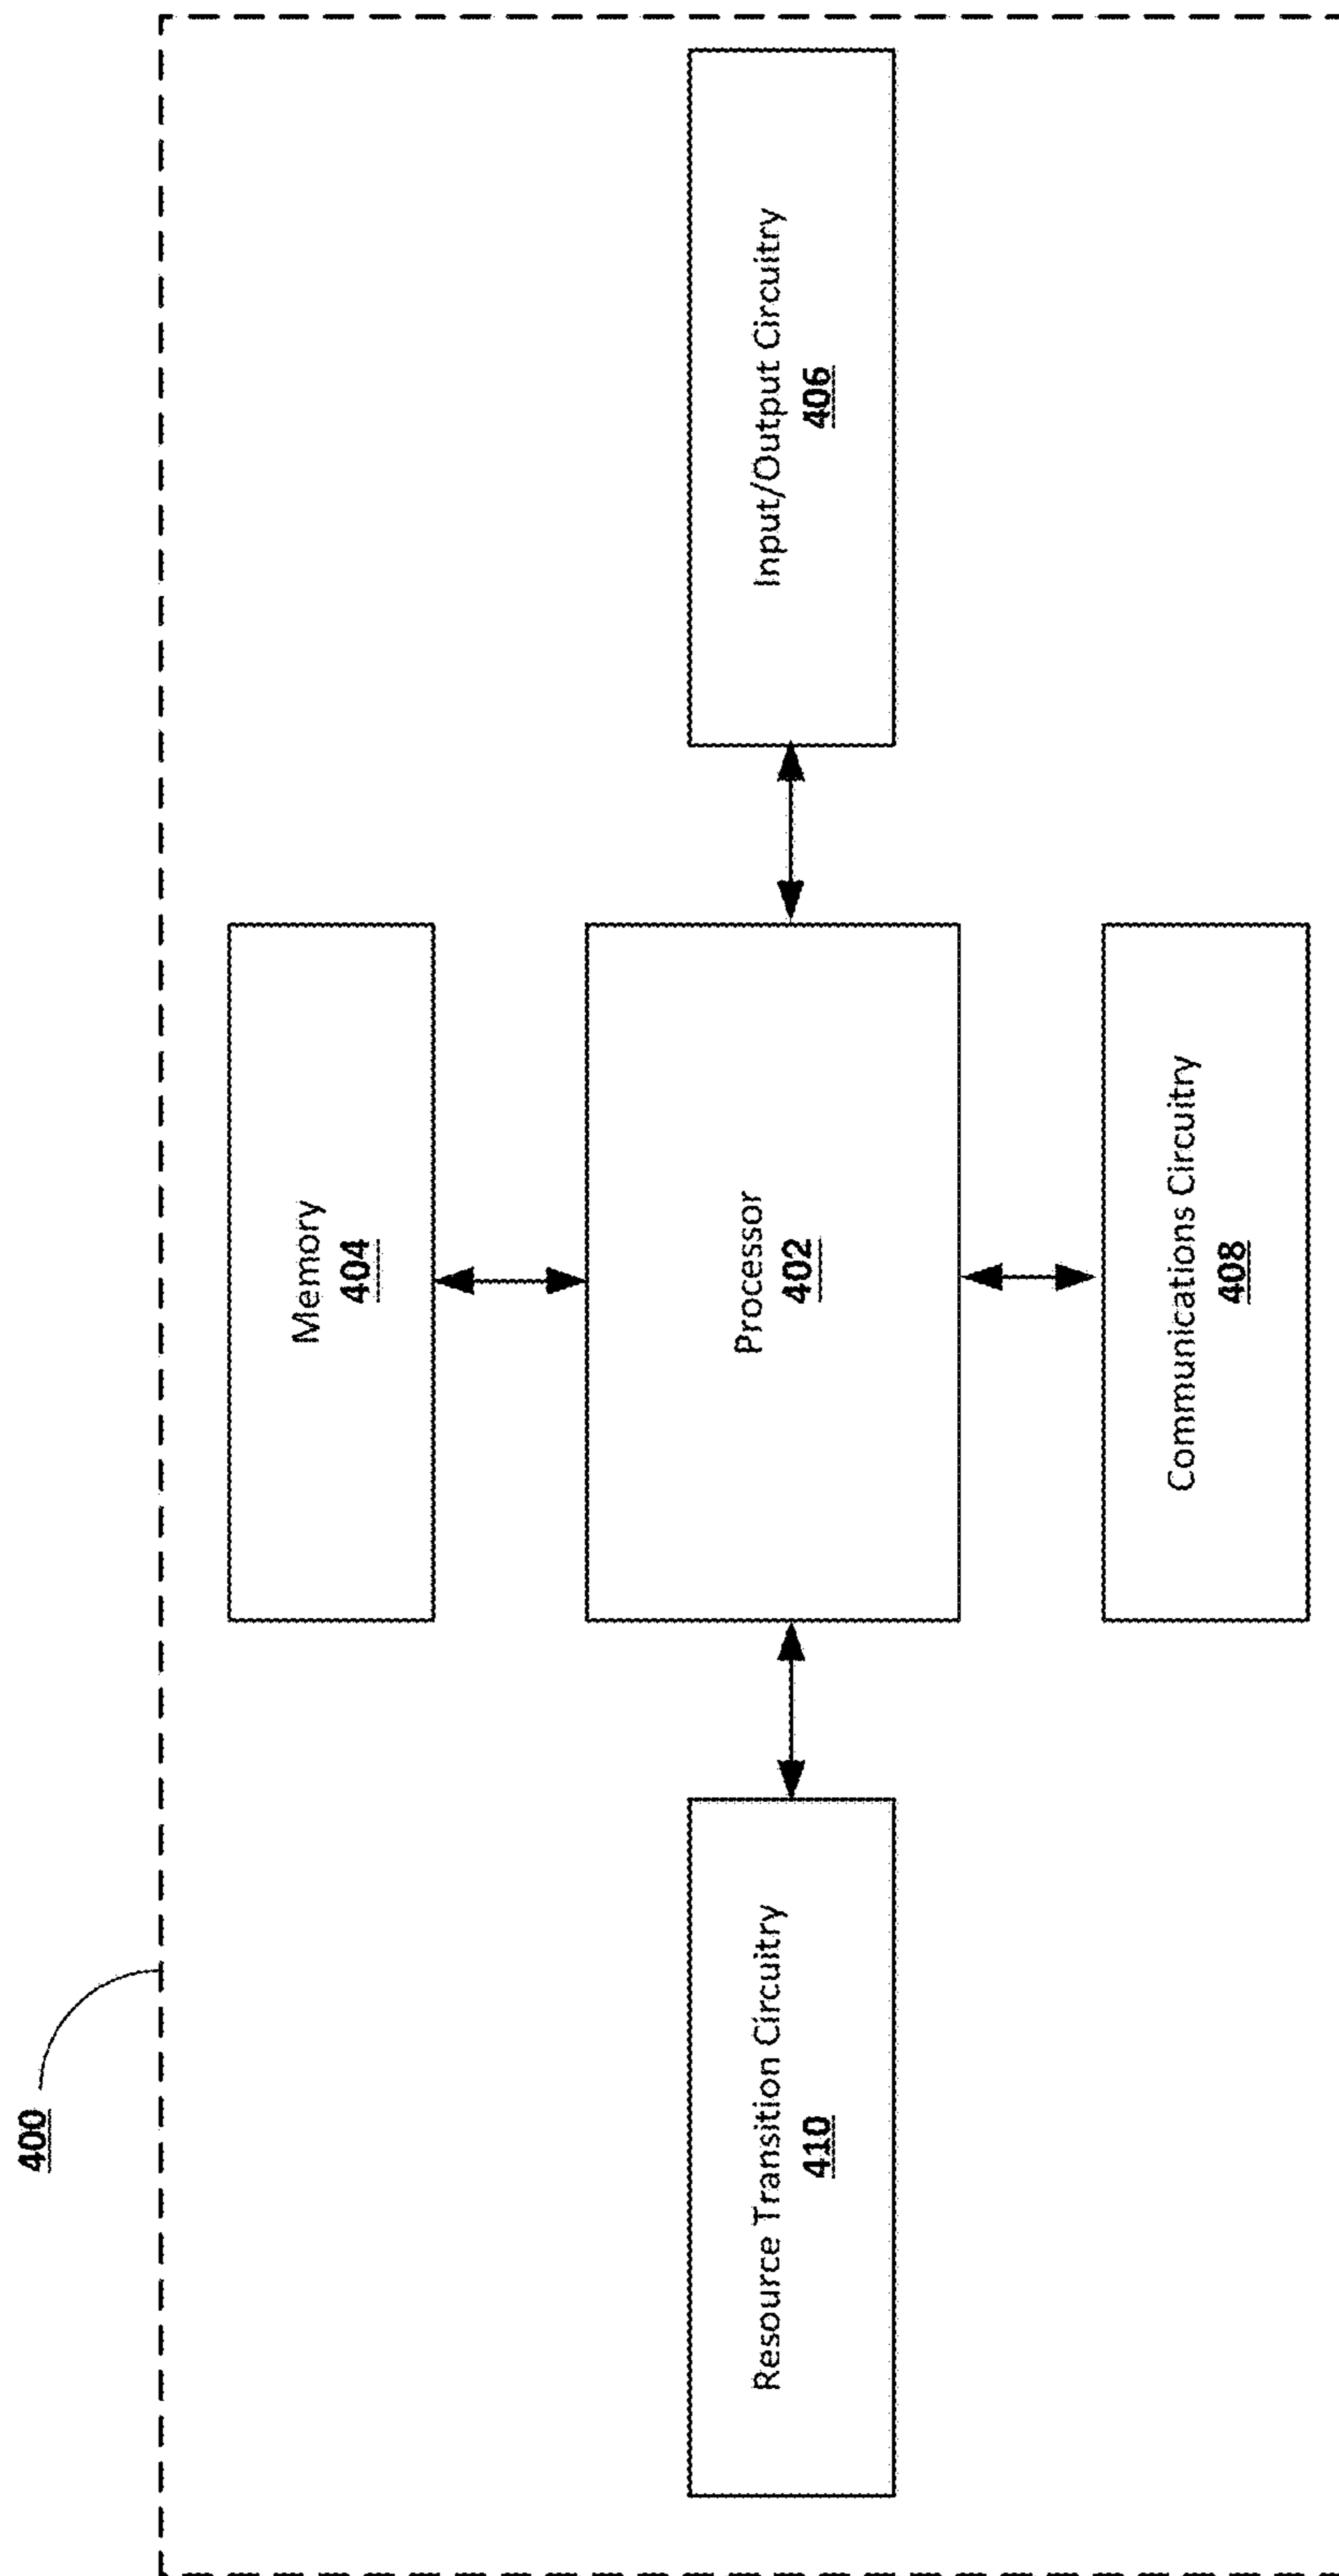 400
Memory
404
Resource Transition Circuitry
410
Processor
402
Input/Output Circuitry
406
Communications Circuitry
408